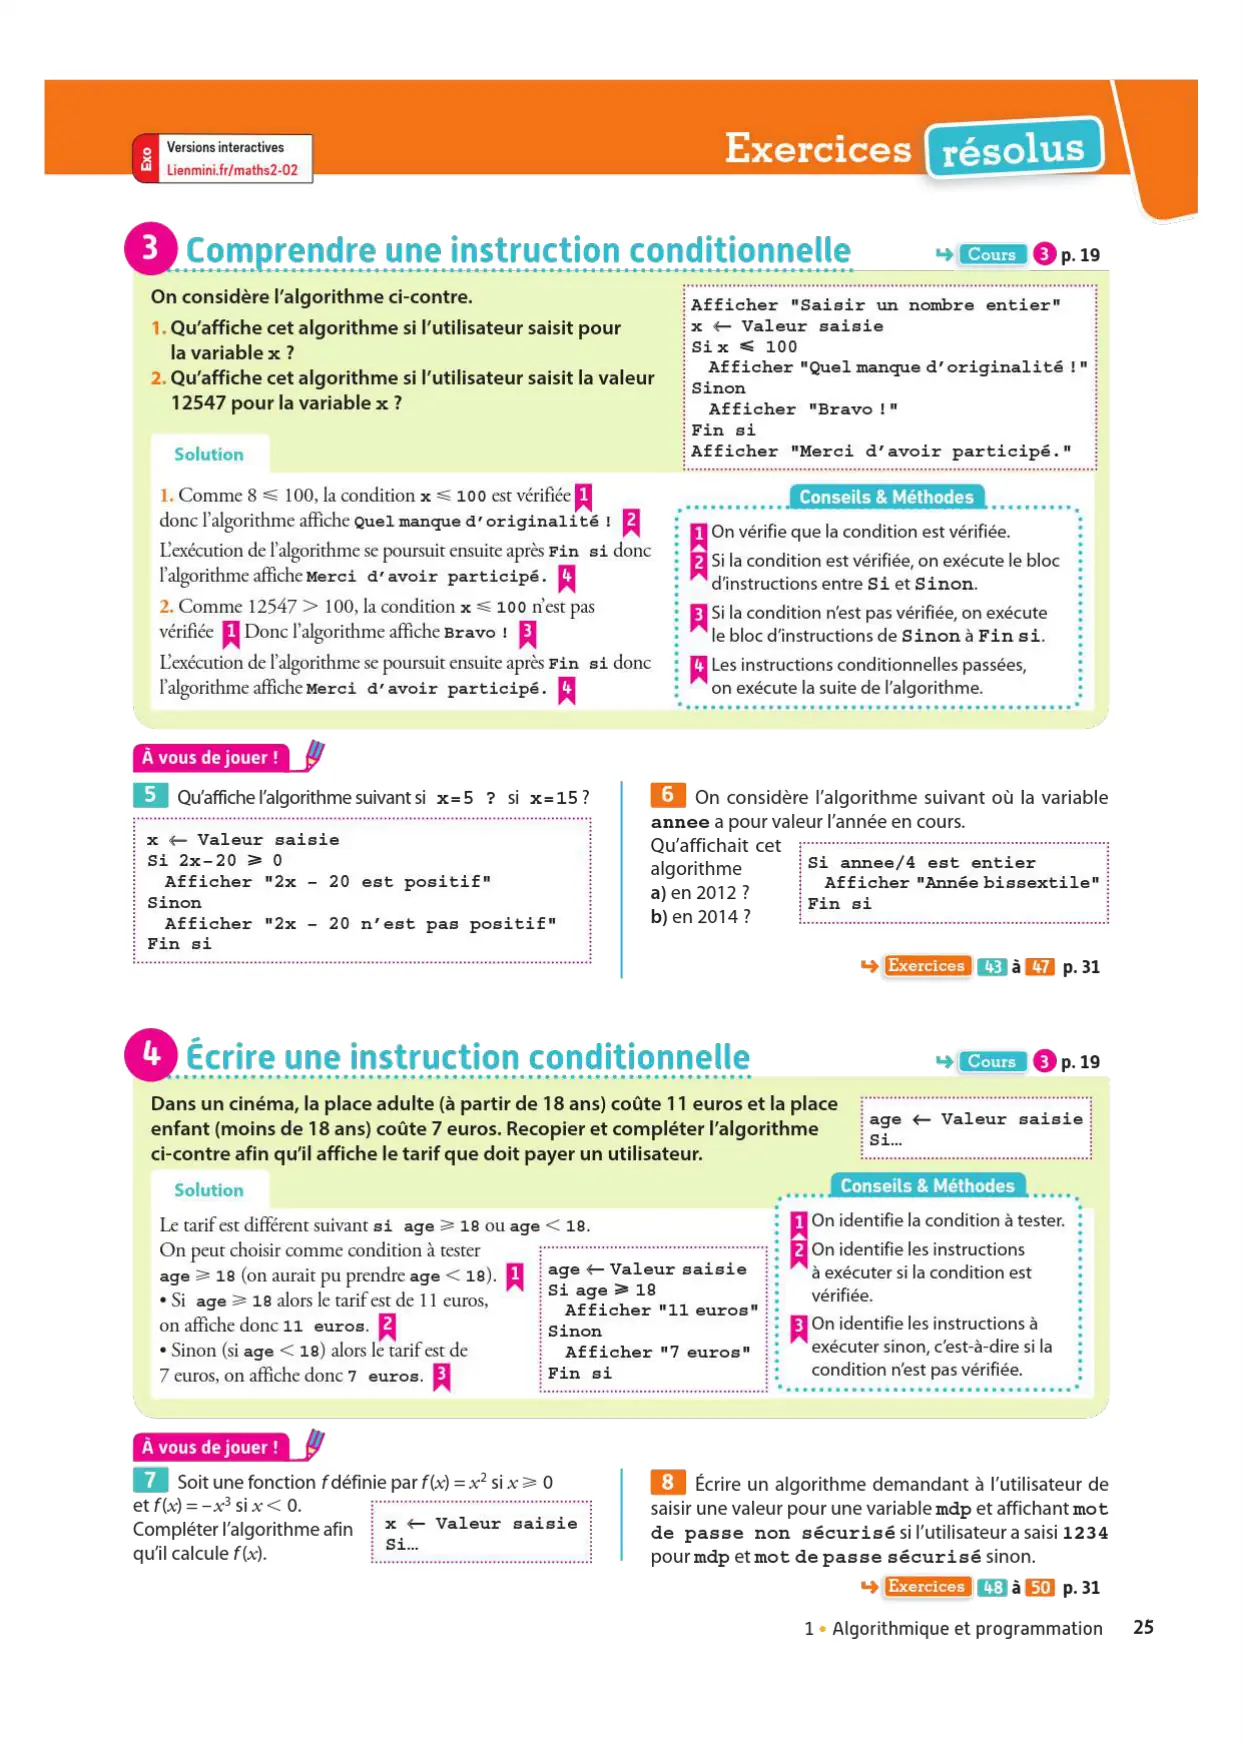 Exo
Versions interactives
Lienmini.fr/maths2-02
Exercices résolus
3 Comprendre une instruction conditionnelle
Cours 3 p. 19
On considère l'algorithme ci-contre.
1. Qu'affiche cet algorithme si l'utilisateur saisit pour
la variable x ?
2. Qu'affiche cet algorithme si l'utilisateur saisit la valeur
12547 pour la variable x ?
Afficher "Saisir un nombre entier"
x ← Valeur saisie
Si x ⩽ 100
Afficher "Quel manque d'originalité !"
Sinon
Afficher "Bravo !"
Fin si
Afficher "Merci d'avoir participé."
Solution
1. Comme 8 ⩽ 100, la condition x ⩽ 100 est vérifiée 1
donc l'algorithme affiche Quel manque d'originalité ! 2
L'exécution de l'algorithme se poursuit ensuite après Fin si donc
l'algorithme affiche Merci d'avoir participé. 4
2. Comme 12547 > 100, la condition x ⩽ 100 n'est pas
vérifiée 1 Donc l'algorithme affiche Bravo ! 3
L'exécution de l'algorithme se poursuit ensuite après Fin si donc
l'algorithme affiche Merci d'avoir participé. 4
Conseils & Méthodes
1 On vérifie que la condition est vérifiée.
2 Si la condition est vérifiée, on exécute le bloc
d'instructions entre Si et Sinon.
3 Si la condition n'est pas vérifiée, on exécute
le bloc d'instructions de Sinon à Fin si.
4 Les instructions conditionnelles passées,
on exécute la suite de l'algorithme.
À vous de jouer !
5 Qu'affiche l'algorithme suivant si x=5 ? si x=15 ?
x ← Valeur saisie
Si 2x-20 ⩾ 0
Afficher "2x - 20 est positif"
Sinon
Afficher "2x - 20 n'est pas positif"
Fin si
6 On considère l'algorithme suivant où la variable
annee a pour valeur l'année en cours.
Qu'affichait cet
algorithme
a) en 2012 ?
b) en 2014 ?
Si annee/4 est entier
Afficher "Année bissextile"
Fin si
Exercices 43 à 47 p. 31
4 Écrire une instruction conditionnelle
Cours 3 p. 19
Dans un cinéma, la place adulte (à partir de 18 ans) coûte 11 euros et la place
enfant (moins de 18 ans) coûte 7 euros. Recopier et compléter l'algorithme
ci-contre afin qu'il affiche le tarif que doit payer un utilisateur.
age ← Valeur saisie
Si…
Solution
Le tarif est différent suivant si age ⩾ 18 ou age < 18.
On peut choisir comme condition à tester
age ⩾ 18 (on aurait pu prendre age < 18). 1
• Si age ⩾ 18 alors le tarif est de 11 euros,
on affiche donc 11 euros. 2
• Sinon (si age < 18) alors le tarif est de
7 euros, on affiche donc 7 euros. 3
age ← Valeur saisie
Si age ⩾ 18
Afficher "11 euros"
Sinon
Afficher "7 euros"
Fin si
Conseils & Méthodes
1 On identifie la condition à tester.
2 On identifie les instructions
à exécuter si la condition est
vérifiée.
3 On identifie les instructions à
exécuter sinon, c'est-à-dire si la
condition n'est pas vérifiée.
À vous de jouer !
7 Soit une fonction f définie par f(x) = x² si x ⩾ 0
et f(x) = –x³ si x < 0.
Compléter l'algorithme afin
qu'il calcule f(x).
x ← Valeur saisie
Si…
8 Écrire un algorithme demandant à l'utilisateur de
saisir une valeur pour une variable mdp et affichant mot
de passe non sécurisé si l'utilisateur a saisi 1234
pour mdp et mot de passe sécurisé sinon.
Exercices 48 à 50 p. 31
1 • Algorithmique et programmation 25